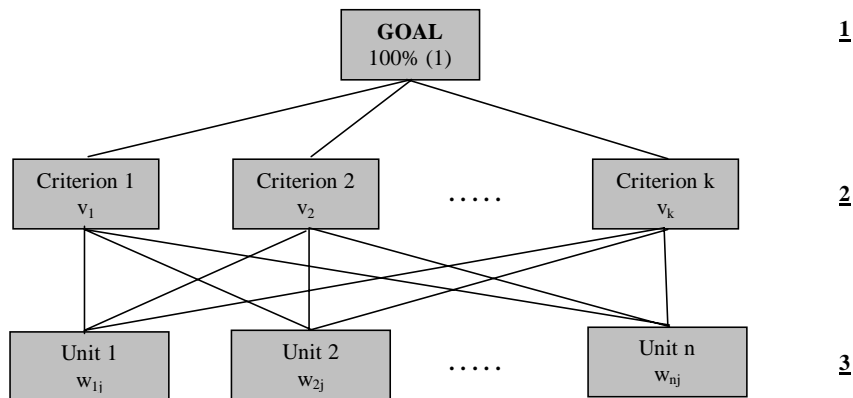 GOAL
100% (1)
1
Criterion 1
v₁
Criterion 2
v₂
.....
Criterion k
vₖ
2
Unit 1
w₁ⱼ
Unit 2
w₂ⱼ
.....
Unit n
wₙⱼ
3